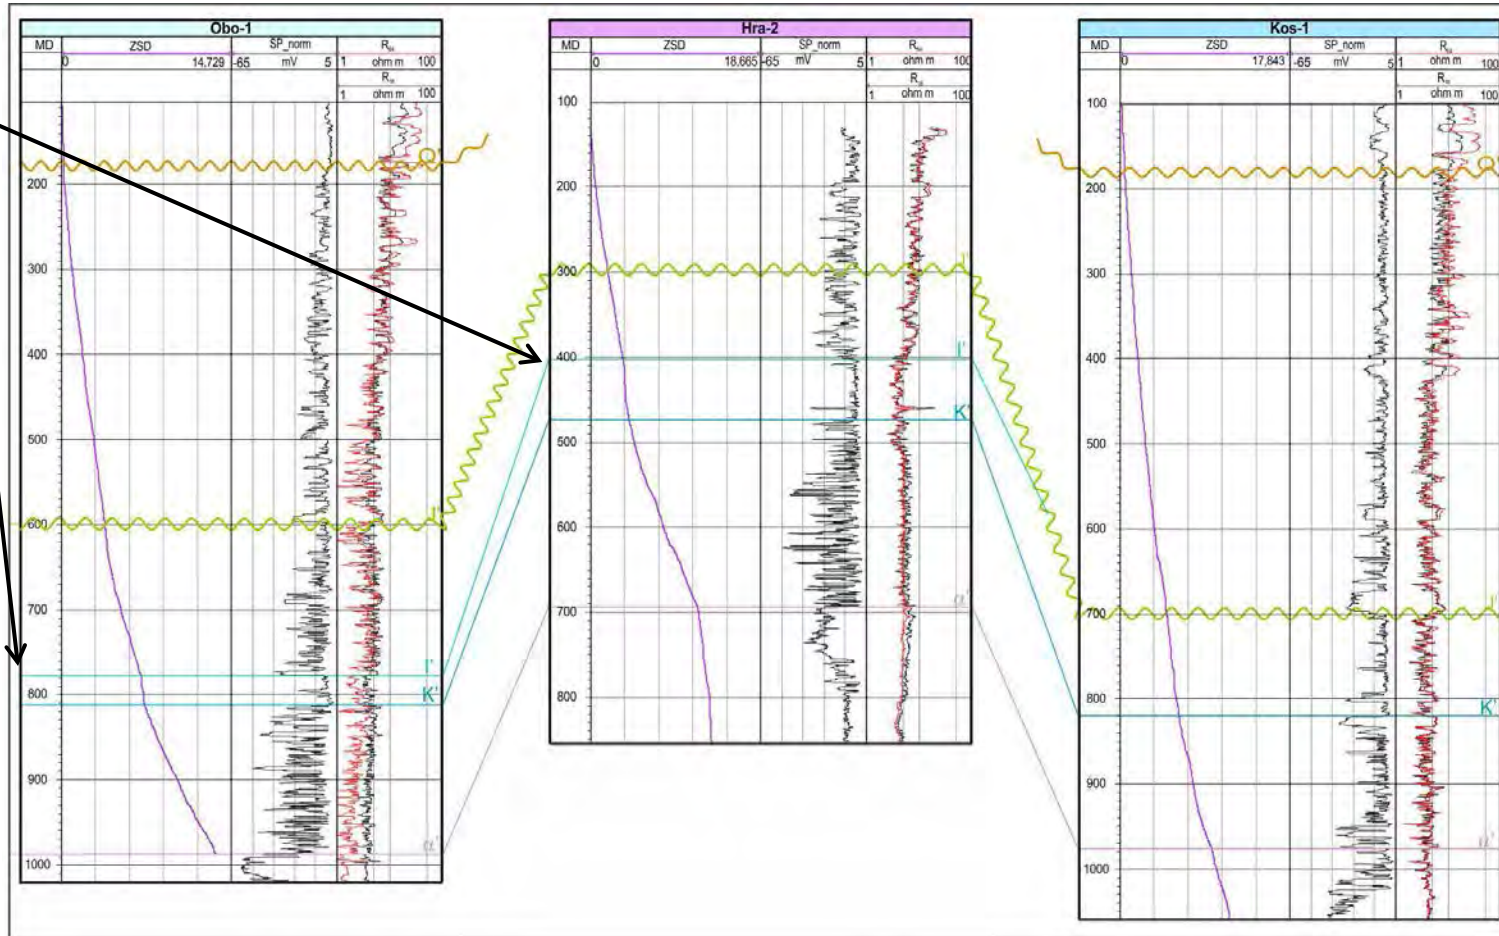 Obo-1
MD ZSD SP_norm
0 14,729 -65 mV 5 1 ohm m 100
1 ohm m 100
200
300
400
500
600
700
800
900
1000
Q'
I'
K'
α'
Hra-2
MD ZSD SP_norm
0 18,665 -65 mV 5 1 ohm m 100
1 ohm m 100
100
200
300
400
500
600
700
800
I'
K'
α'
Kos-1
MD ZSD SP_norm
0 17,843 -65 mV 5 1 ohm m 100
1 ohm m 100
100
200
300
400
500
600
700
800
900
1000
K'
α'